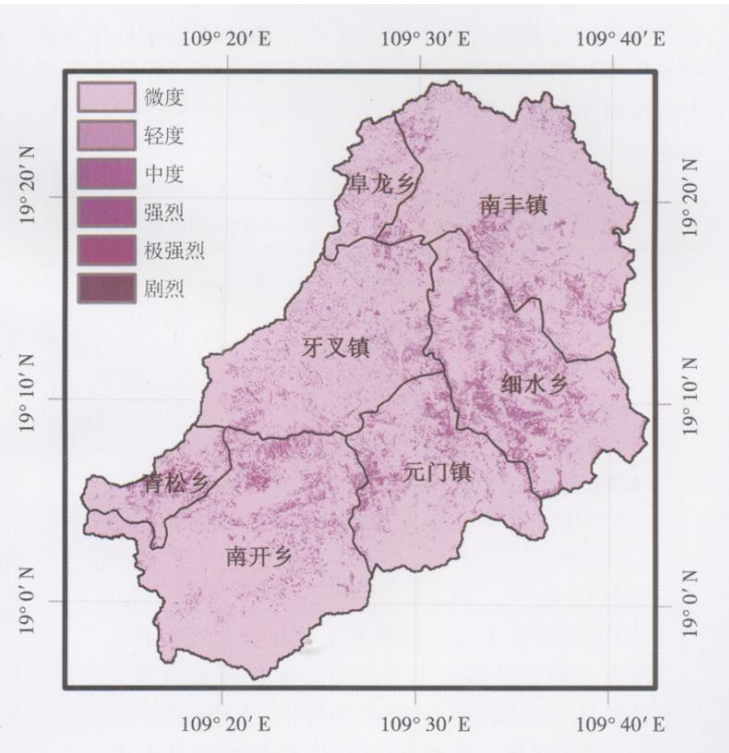 109° 20′ E 109° 30′ E 109° 40′ E
微度
轻度
中度
强烈
极强烈
剧烈
19° 20′ N
19° 10′ N
19° 0′ N
阜龙乡
南丰镇
牙叉镇
细水乡
青松乡
元门镇
南开乡
19° 20′ N
19° 10′ N
19° 0′ N
109° 20′ E 109° 30′ E 109° 40′ E